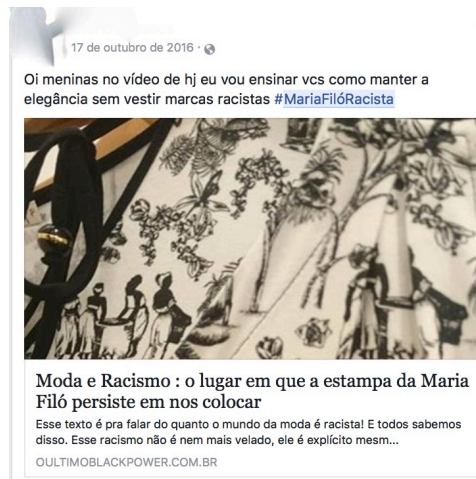 17 de outubro de 2016 ·
Oi meninas no vídeo de hj eu vou ensinar vcs como manter a
elegância sem vestir marcas racistas #MariaFilóRacista
Moda e Racismo : o lugar em que a estampa da Maria
Filó persiste em nos colocar
Esse texto é pra falar do quanto o mundo da moda é racista! E todos sabemos
disso. Esse racismo não é nem mais velado, ele é explícito mesm...
OULTIMOBLACKPOWER.COM.BR